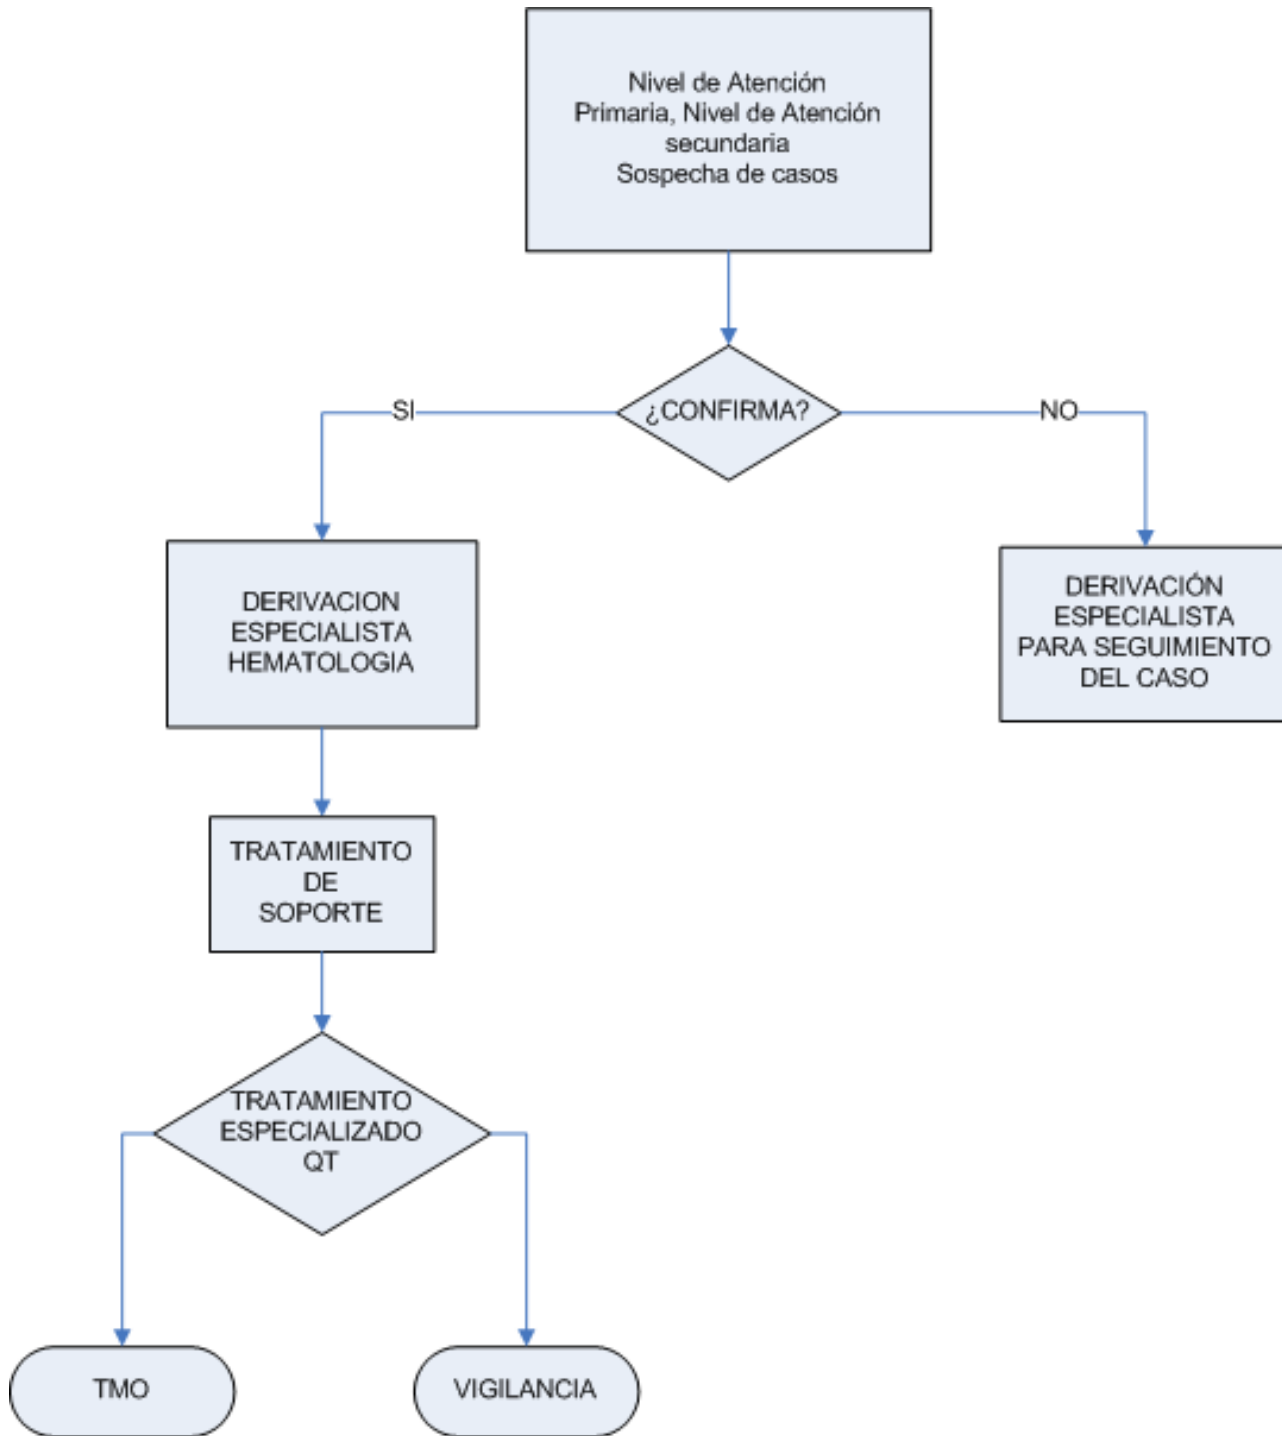 Nivel de Atención
Primaria, Nivel de Atención
secundaria
Sospecha de casos
¿CONFIRMA?
SI
NO
DERIVACION
ESPECIALISTA
HEMATOLOGIA
DERIVACIÓN
ESPECIALISTA
PARA SEGUIMIENTO
DEL CASO
TRATAMIENTO
DE
SOPORTE
TRATAMIENTO
ESPECIALIZADO
QT
TMO
VIGILANCIA